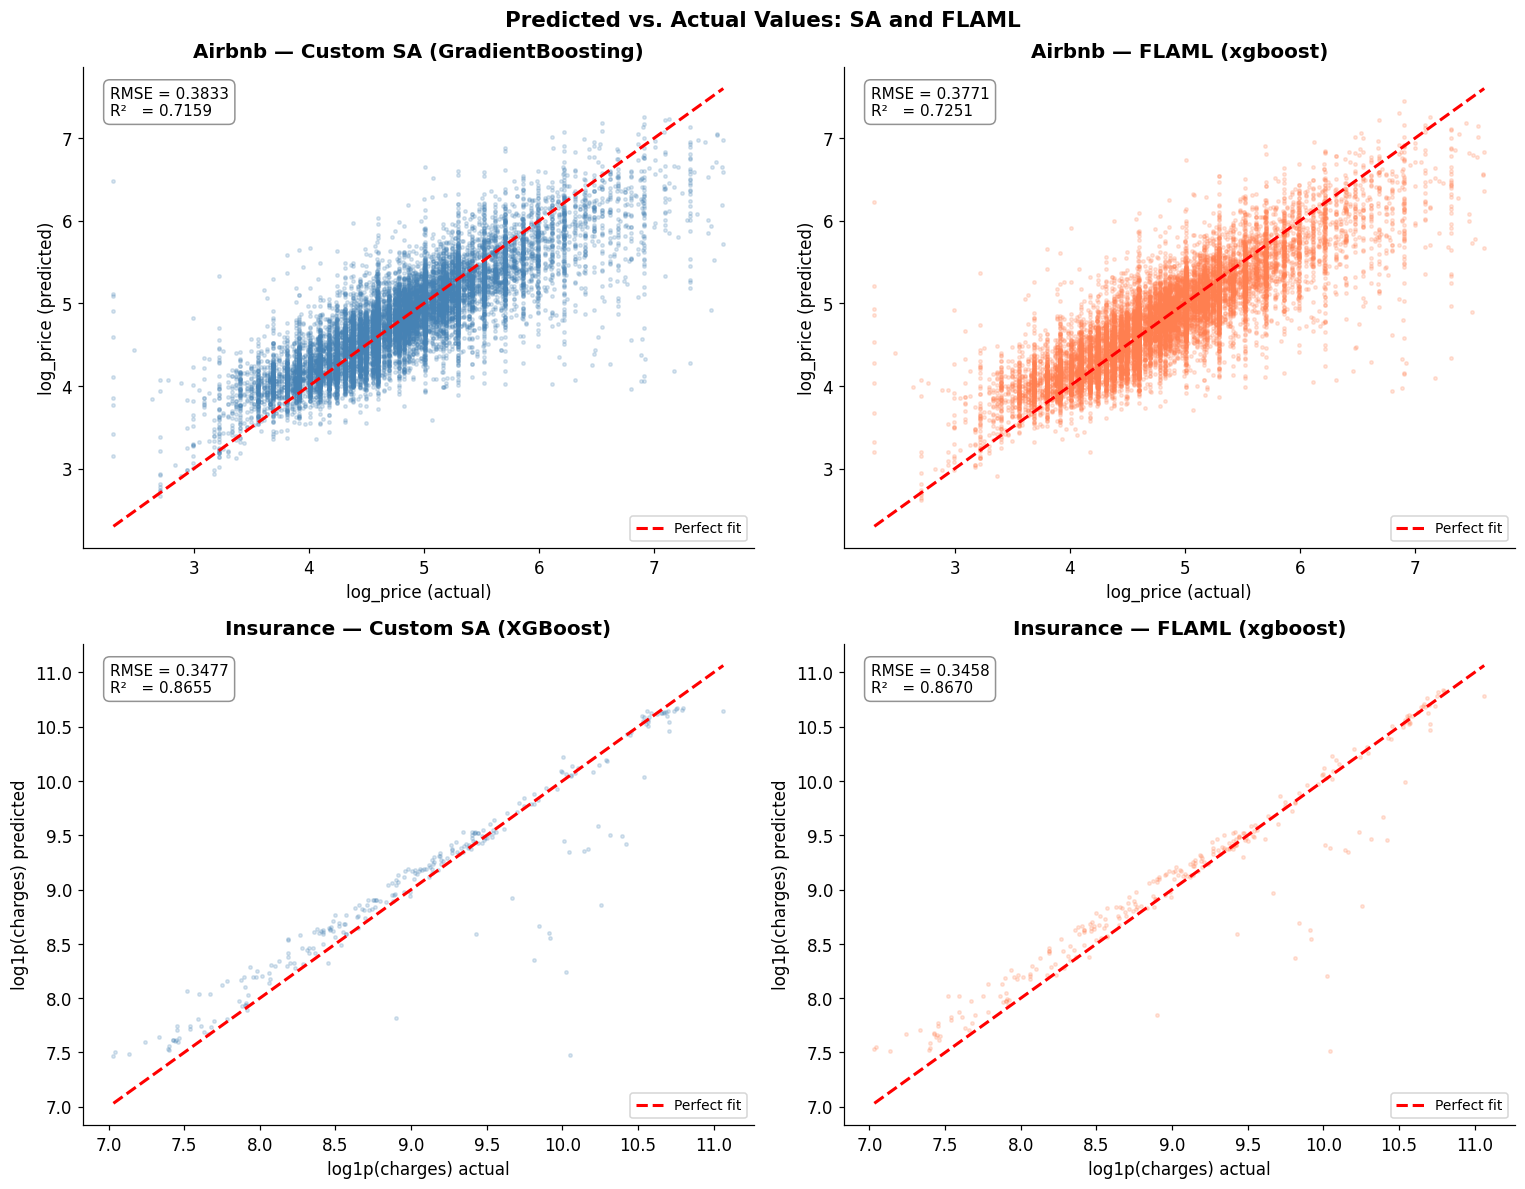 Predicted vs. Actual Values: SA and FLAML
Airbnb — Custom SA (GradientBoosting)
RMSE = 0.3833
R² = 0.7159
log_price (predicted)
7
6
5
4
3
Perfect fit
3 4 5 6 7
log_price (actual)
Airbnb — FLAML (xgboost)
RMSE = 0.3771
R² = 0.7251
log_price (predicted)
7
6
5
4
3
Perfect fit
3 4 5 6 7
log_price (actual)
Insurance — Custom SA (XGBoost)
RMSE = 0.3477
R² = 0.8655
log1p(charges) predicted
11.0
10.5
10.0
9.5
9.0
8.5
8.0
7.5
7.0
Perfect fit
7.0 7.5 8.0 8.5 9.0 9.5 10.0 10.5 11.0
log1p(charges) actual
Insurance — FLAML (xgboost)
RMSE = 0.3458
R² = 0.8670
log1p(charges) predicted
11.0
10.5
10.0
9.5
9.0
8.5
8.0
7.5
7.0
Perfect fit
7.0 7.5 8.0 8.5 9.0 9.5 10.0 10.5 11.0
log1p(charges) actual